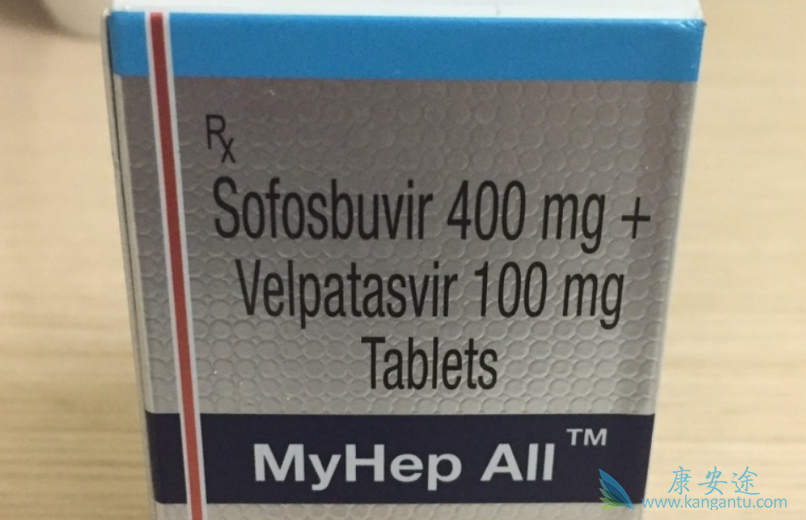 Rx
Sofosbuvir 400 mg +
Velpatasvir 100 mg
Tablets
MyHep All™
康安途
www.kangantu.com